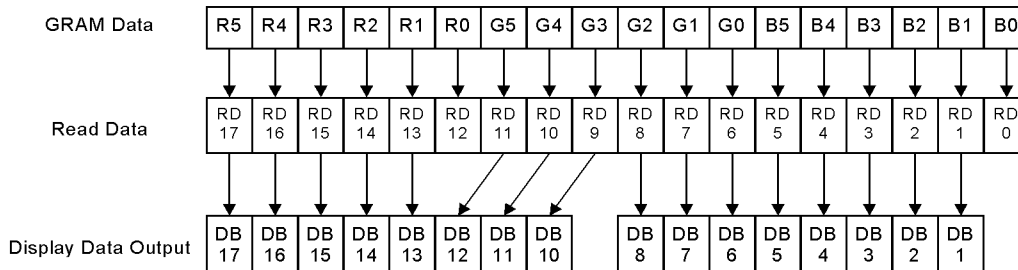 GRAM Data R5 R4 R3 R2 R1 R0 G5 G4 G3 G2 G1 G0 B5 B4 B3 B2 B1 B0
Read Data RD 17 RD 16 RD 15 RD 14 RD 13 RD 12 RD 11 RD 10 RD 9 RD 8 RD 7 RD 6 RD 5 RD 4 RD 3 RD 2 RD 1 RD 0
Display Data Output DB 17 DB 16 DB 15 DB 14 DB 13 DB 12 DB 11 DB 10 DB 8 DB 7 DB 6 DB 5 DB 4 DB 3 DB 2 DB 1